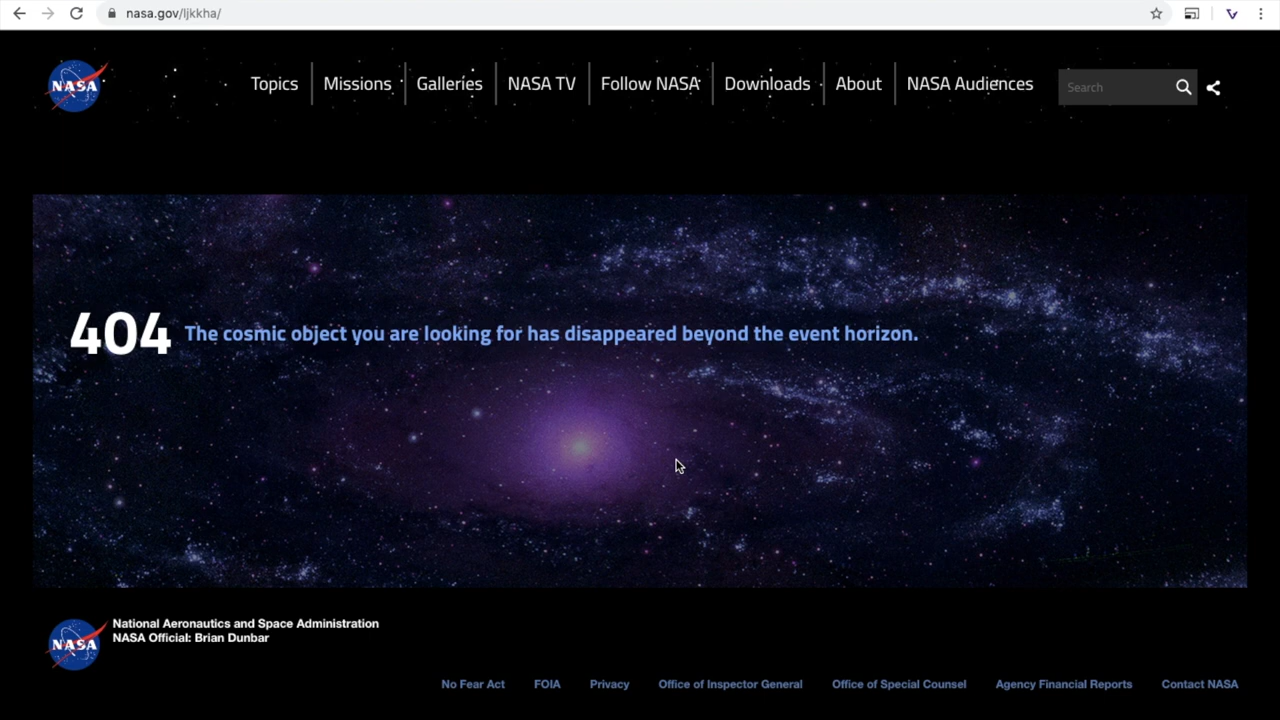 nasa.gov/ljkkha/
NASA
Topics
Missions
Galleries
NASA TV
Follow NASA
Downloads
About
NASA Audiences
Search
404 The cosmic object you are looking for has disappeared beyond the event horizon.
NASA
National Aeronautics and Space Administration
NASA Official: Brian Dunbar
No Fear Act
FOIA
Privacy
Office of Inspector General
Office of Special Counsel
Agency Financial Reports
Contact NASA